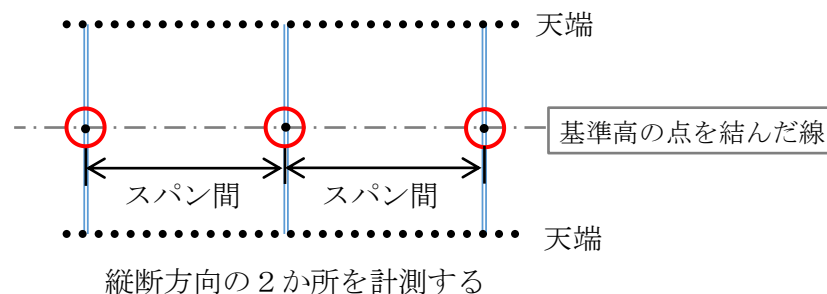 天端
基準高の点を結んだ線
スパン間 スパン間
天端
縦断方向の２か所を計測する